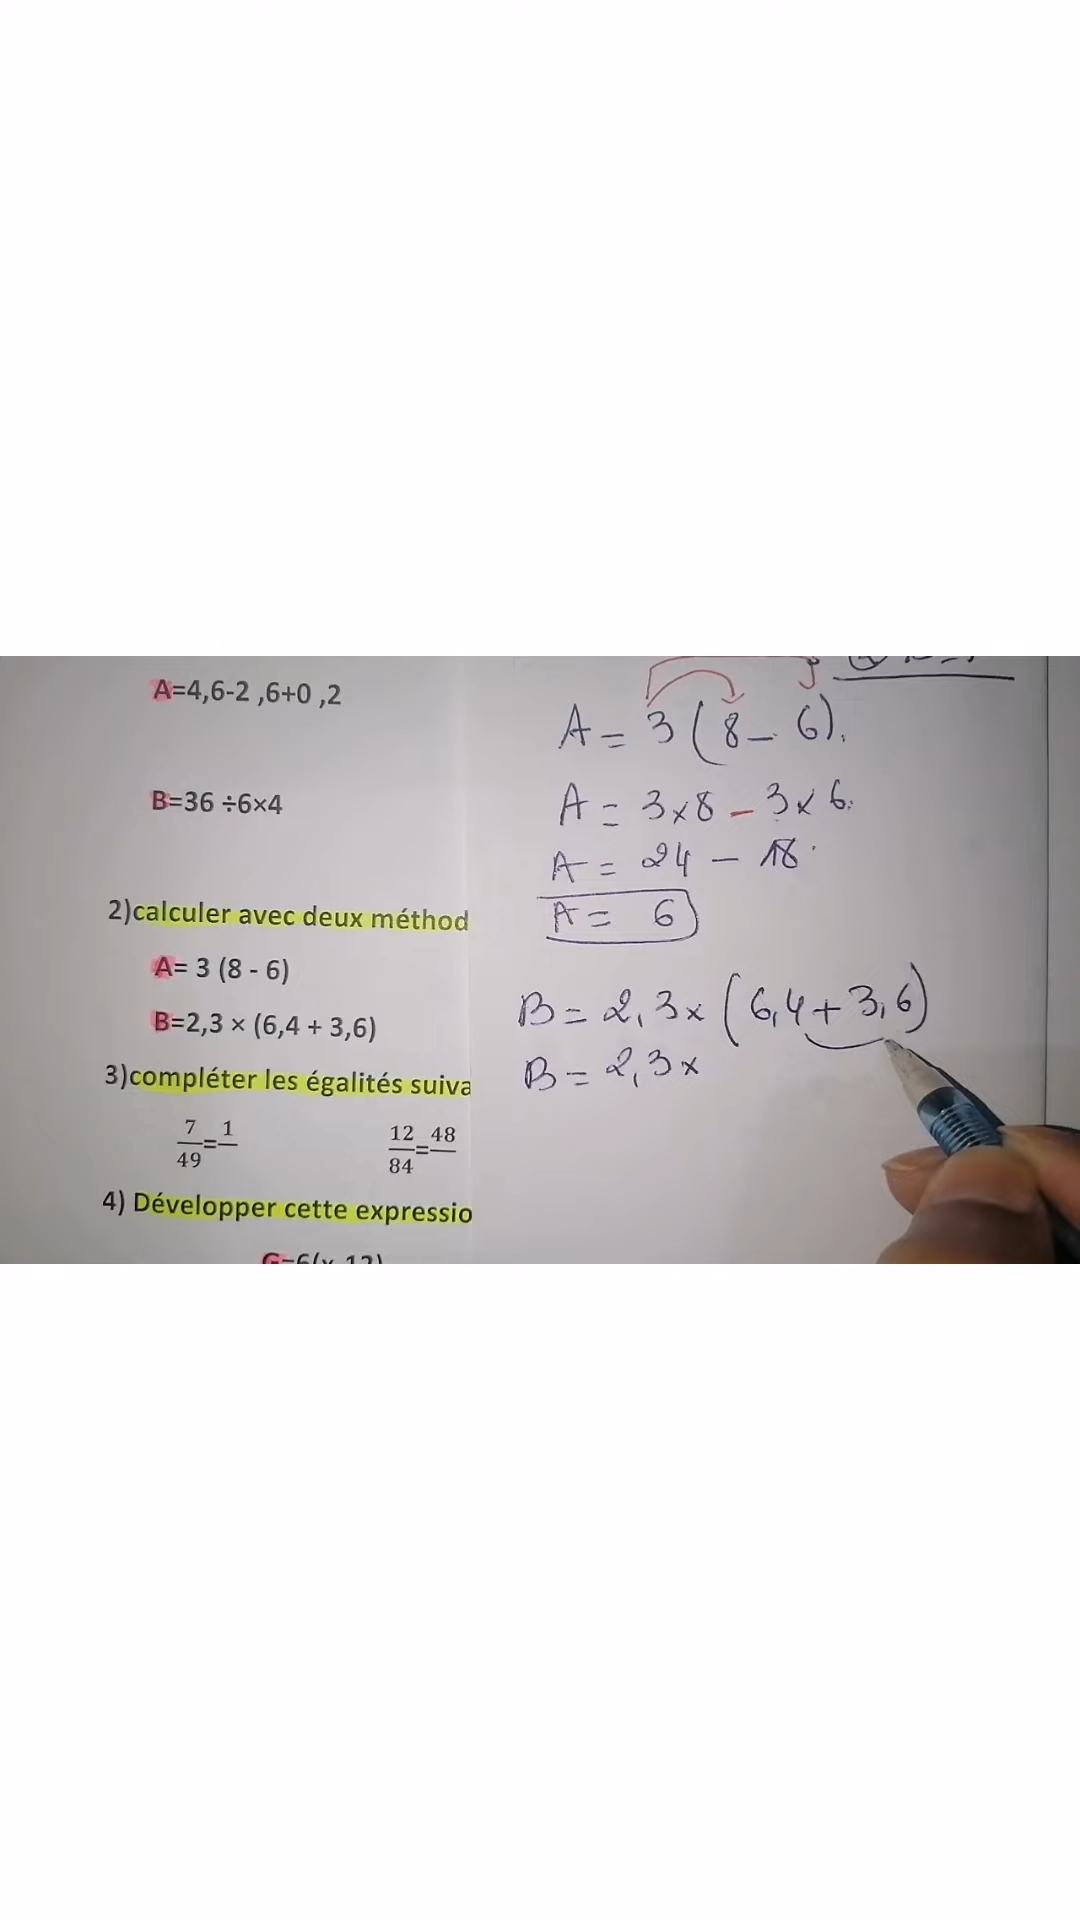 A=4,6-2 ,6+0 ,2
B=36 ÷6×4
2)calculer avec deux méthod
A= 3 (8 - 6)
B=2,3 × (6,4 + 3,6)
3)compléter les égalités suiva
7/49=1/ 12/84=48/
4) Développer cette expressio
G=6(x-12)
A = 3 ( 8 - 6 ).
A = 3 x 8 - 3 x 6.
A = 24 - 18.
A = 6
B = 2,3 x ( 6,4 + 3,6 )
B = 2,3 x